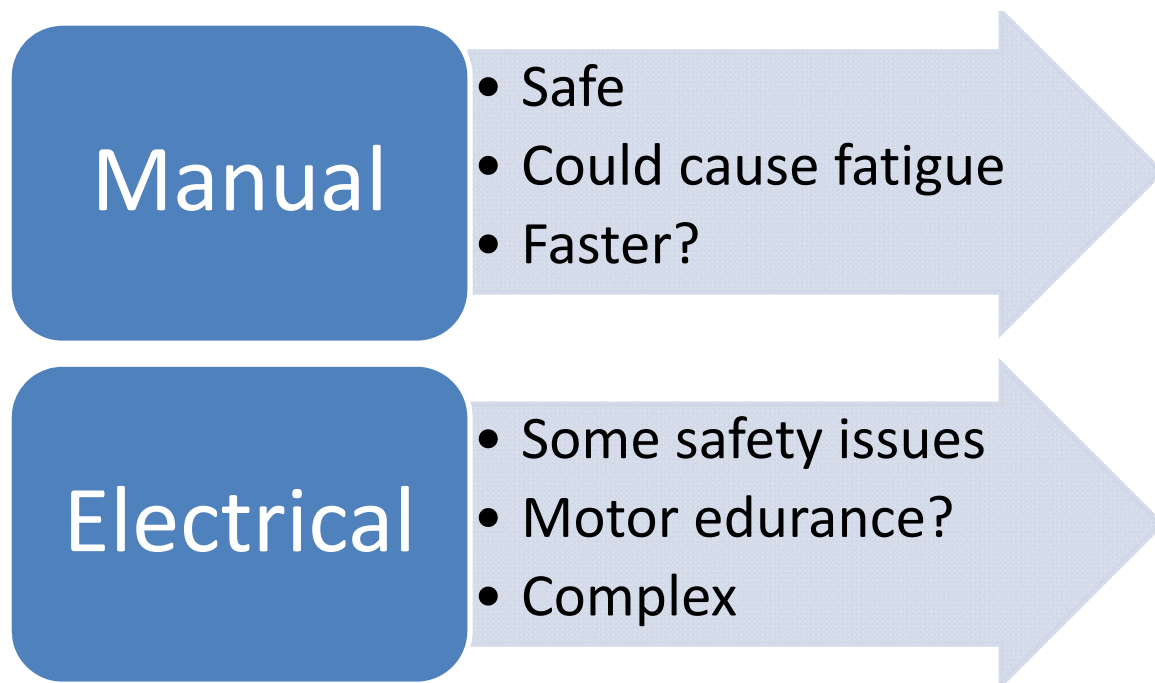 Manual
• Safe
• Could cause fatigue
• Faster?
Electrical
• Some safety issues
• Motor edurance?
• Complex